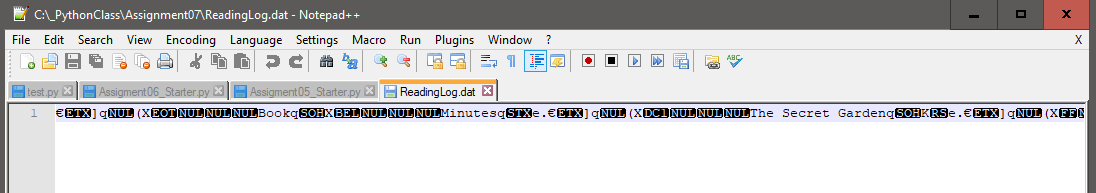 C:\_PythonClass\Assignment07\ReadingLog.dat - Notepad++
File Edit Search View Encoding Language Settings Macro Run Plugins Window ? X
test.py Assigment06_Starter.py Assigment05_Starter.py ReadingLog.dat
1 €ETX]qNUL(XEOTNULNULNULBookqSOHXBELNULNULNULMinutesqSTXe.€ETX]qNUL(XDC1NULNULNULThe Secret GardenqSOHKRSe.€ETX]qNUL(XFF